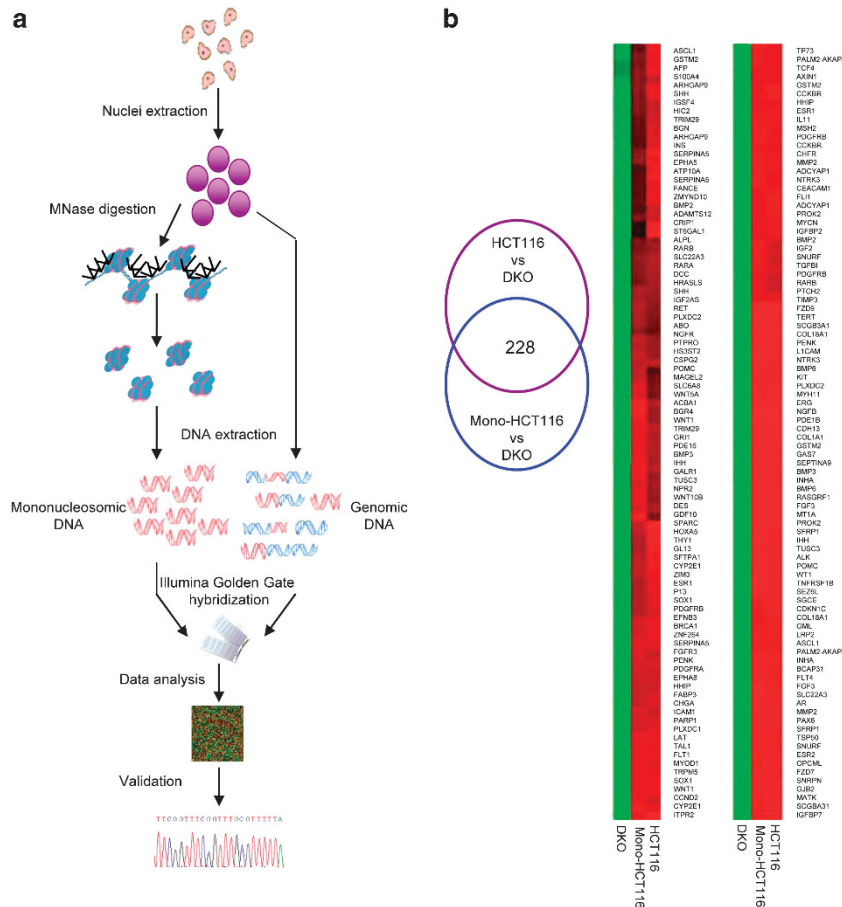 a
Nuclei extraction
MNase digestion
DNA extraction
Mononucleosomic
DNA
Genomic
DNA
Illumina Golden Gate
hybridization
Data analysis
Validation
b
HCT116
vs
DKO
228
Mono-HCT116
vs
DKO
ASCL1
GSTM2
AFP
S100A4
ARHGAP9
SHH
IGSF4
HIC2
TRIM29
BGN
ARHGAP9
INS
SERPINA5
EPHA5
ATP10A
SERPINA5
FANCE
ZMYND10
BMP2
ADAMTS12
CRIP1
ST6GAL1
ALPL
RARB
SLC22A3
RARA
DCC
HRASLS
SHH
IGF2AS
RET
PLXDC2
ABO
NGFR
PTPRO
HS3ST2
CSPG2
POMC
MAGEL2
SLC6A8
WNT5A
ACBA1
BGR4
WNT1
TRIM29
GRI1
PDE16
BMP3
IHH
GALR1
TUSC3
NPR2
WNT10B
DES
GDF10
SPARC
HOXA5
THY1
GL13
SFTPA1
CYP2E1
ZIM3
ESR1
P13
SOX1
PDGFRB
EFNB3
BRCA1
ZNF264
SERPINA5
FGFR3
PENK
PDGFRA
EPHA8
HHIP
FABP3
CHGA
ICAM1
PARP1
PLXDC1
LAT
TAL1
FLT1
MYOD1
TRPM5
SOX1
WNT1
CCND2
CYP2E1
ITPR2
DKO
Mono-HCT116
HCT116
TP73
PALM2-AKAP
TCF4
AXIN1
GSTM2
CCKBR
HHIP
ESR1
IL11
MSH2
PDGFRB
CCKBR
CHFR
MMP2
ADCYAP1
NTRK3
CEACAM1
FLI1
ADCYAP1
PROK2
MYCN
IGFBP2
BMP2
IGF2
SNURF
TGFBI
PDGFRB
RARB
PTCH2
TIMP3
FZD9
TERT
SCGB3A1
COL18A1
PENK
L1CAM
NTRK3
BMP6
KIT
PLXDC2
MYH11
ERG
NGFB
PDE1B
CDH13
COL1A1
GSTM2
GAS7
SEPTINA9
BMP3
INHA
BMP6
RASGRF1
FGF3
MT1A
PROK2
SFRP1
IHH
TUSC3
ALK
POMC
WT1
TNFRSF1B
SEZ6L
SGCE
CDKN1C
COL18A1
GML
LRP2
ASCL1
PALM2-AKAP
INHA
BCAP31
FLT4
FGF3
SLC22A3
AR
MMP2
PAX6
SFRP1
TSP50
SNURF
ESR2
OPCML
FZD7
SNRPN
GJB2
MATK
SCGBA31
IGFBP7
DKO
Mono-HCT116
HCT116